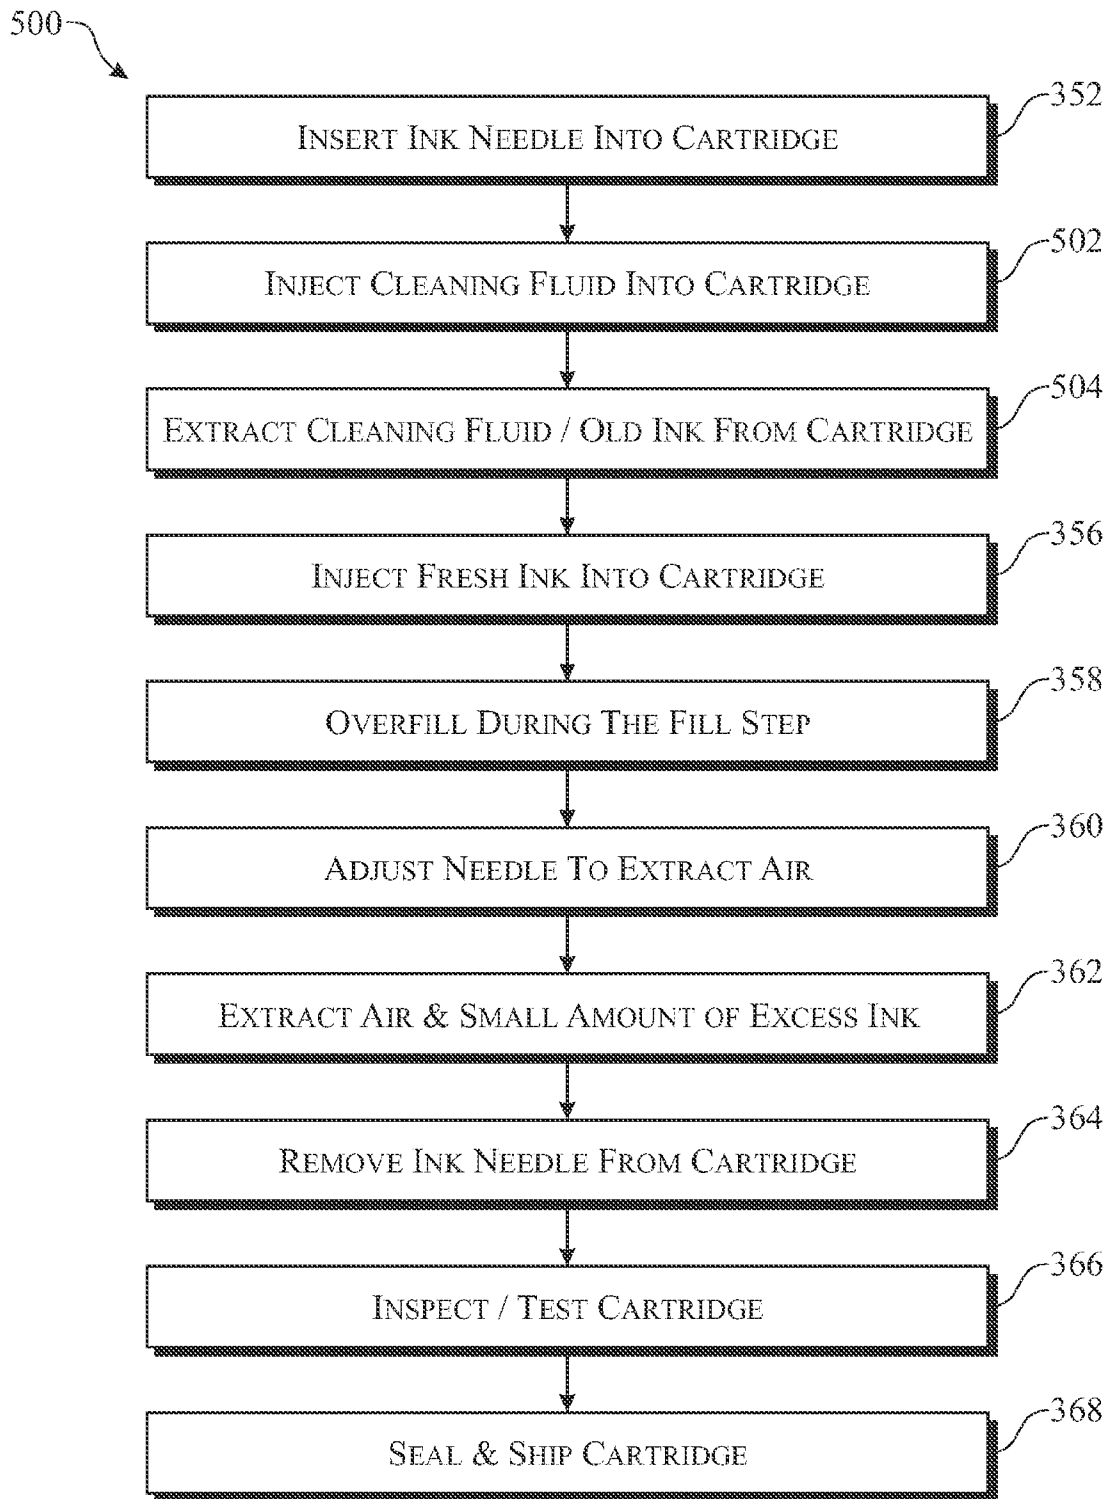 500
352
INSERT INK NEEDLE INTO CARTRIDGE
502
INJECT CLEANING FLUID INTO CARTRIDGE
504
EXTRACT CLEANING FLUID / OLD INK FROM CARTRIDGE
356
INJECT FRESH INK INTO CARTRIDGE
358
OVERFILL DURING THE FILL STEP
360
ADJUST NEEDLE TO EXTRACT AIR
362
EXTRACT AIR & SMALL AMOUNT OF EXCESS INK
364
REMOVE INK NEEDLE FROM CARTRIDGE
366
INSPECT / TEST CARTRIDGE
368
SEAL & SHIP CARTRIDGE